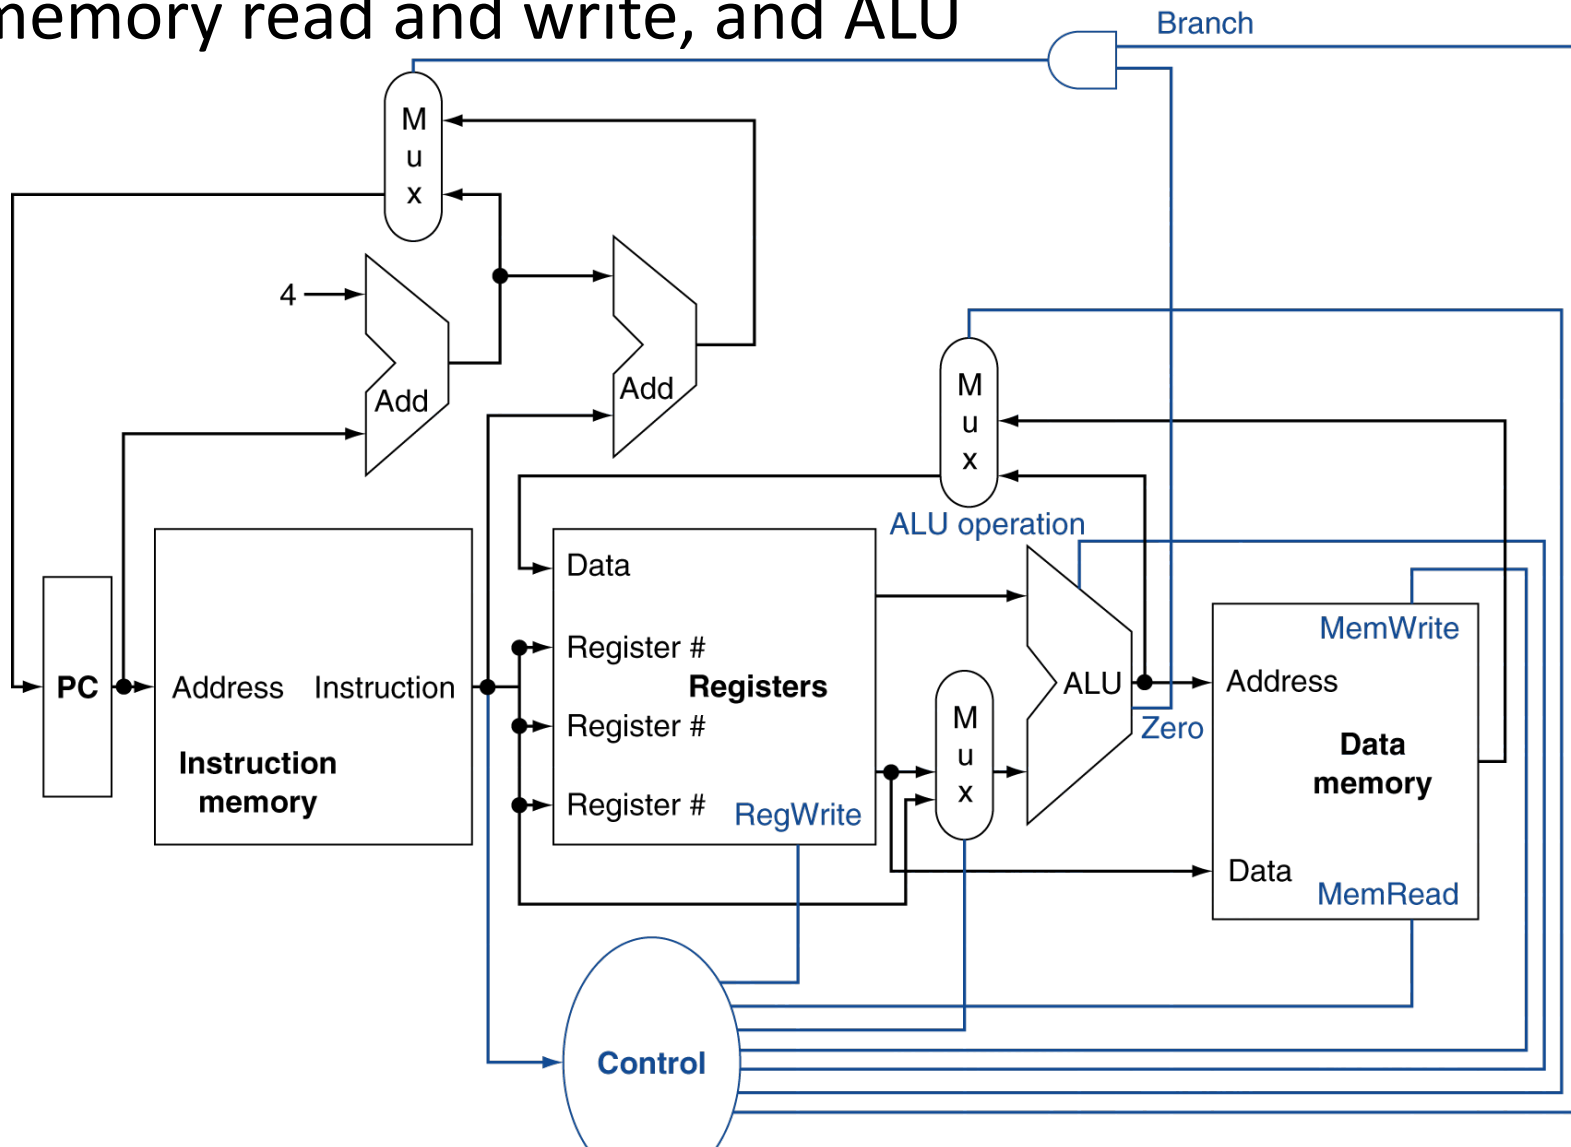 memory read and write, and ALU
Branch
M
u
x
4
Add
Add
M
u
x
ALU operation
Data
Register #
Registers
Register #
Register #
RegWrite
PC
Address
Instruction
Instruction
memory
M
u
x
ALU
Zero
MemWrite
Address
Data
memory
Data
MemRead
Control